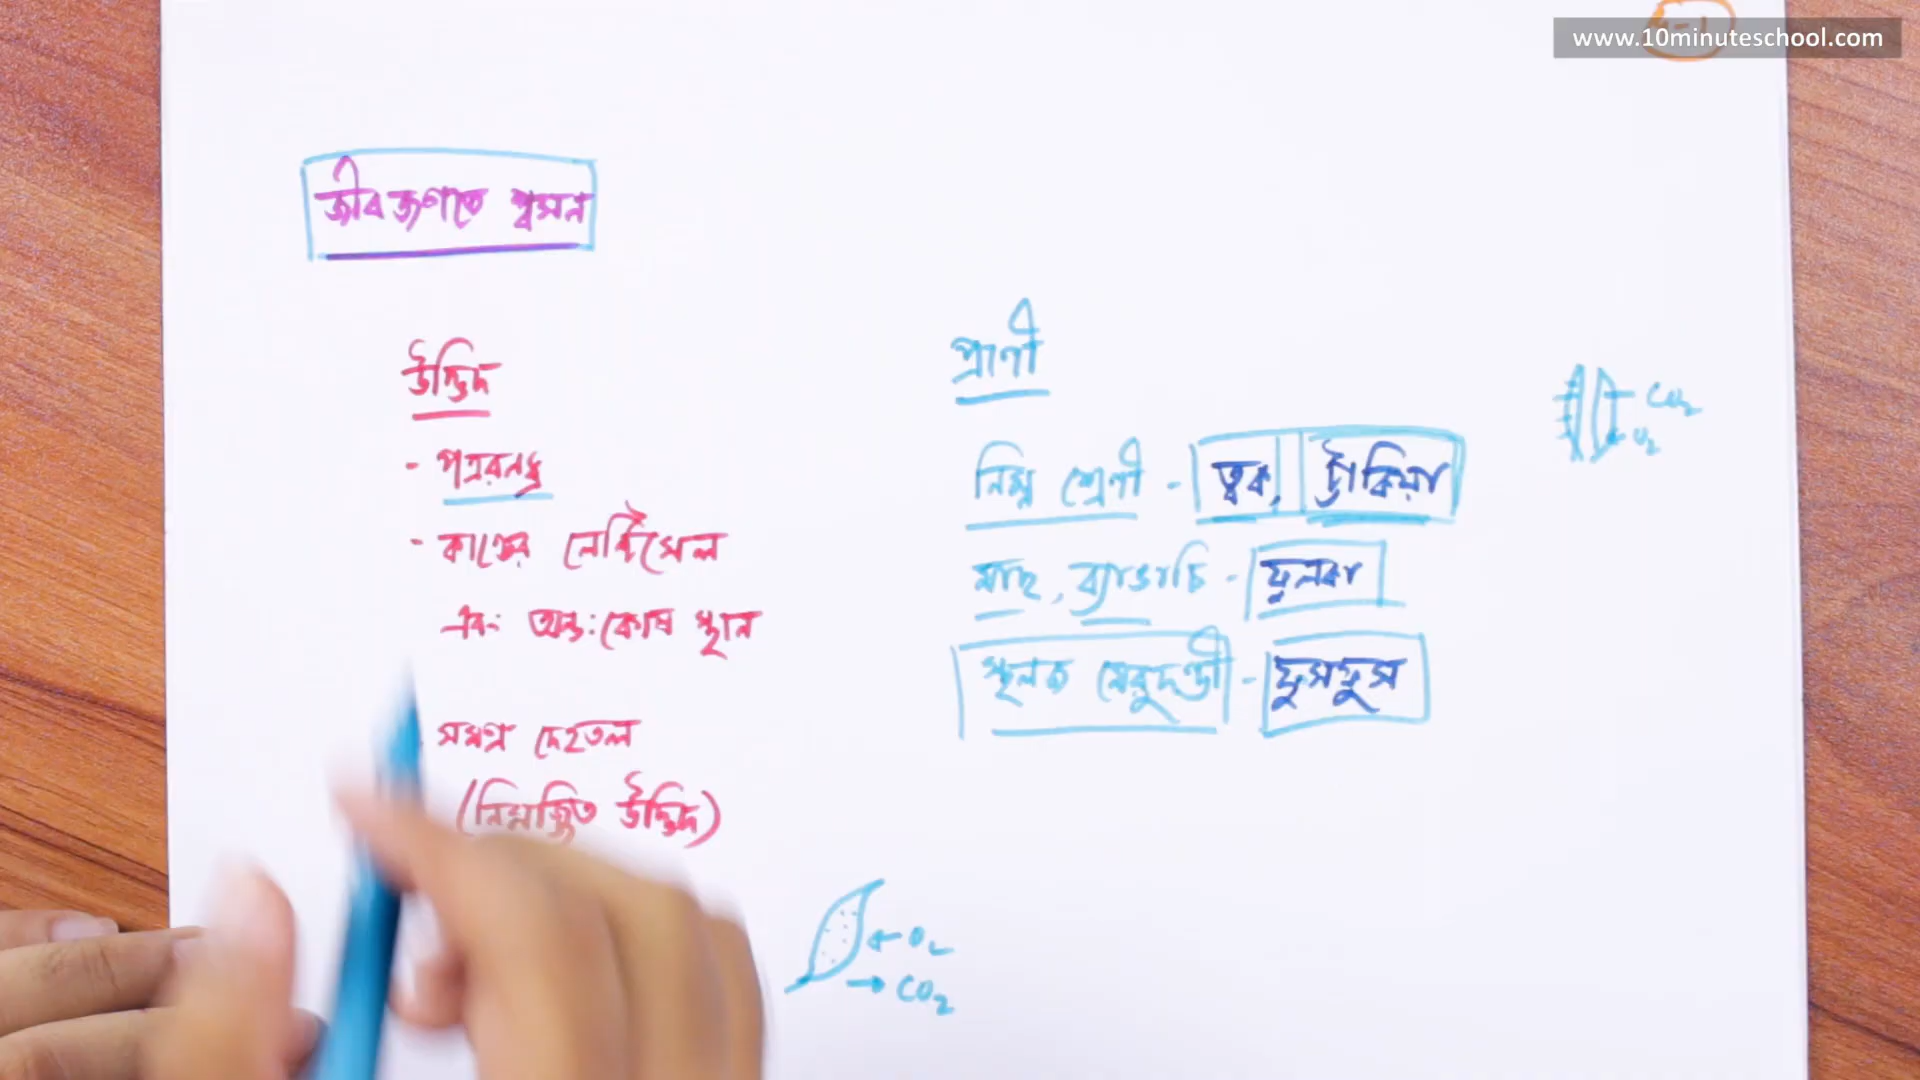 www.10minuteschool.com
জীবজগতে শ্বসন
উদ্ভিদ
- পত্ররন্ধ্র
- কাণ্ডের লেন্টিসেল
এবং অন্ত:কোষ স্থান
সমগ্র দেহতল
(নিমজ্জিত উদ্ভিদ)
প্রাণী
নিম্ন শ্রেণী - ত্বক, ট্রাকিয়া
মাছ, ব্যাঙাচি - ফুলকা
স্থলজ মেরুদণ্ডী - ফুসফুস
CO₂
O₂
O₂
CO₂